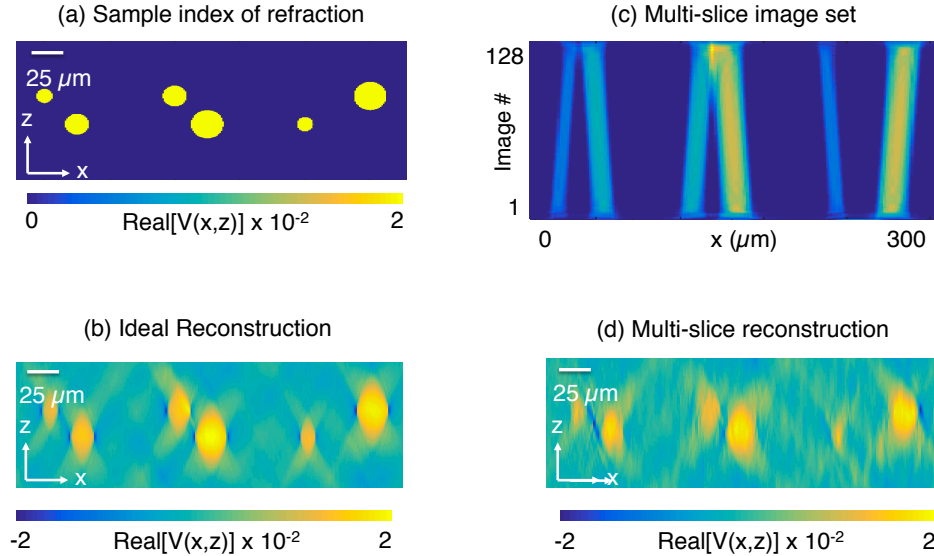 (a) Sample index of refraction
25 µm
z
x
0
2
Real[V(x,z)] x 10-2
(c) Multi-slice image set
128
Image #
1
0
x (µm)
300
(b) Ideal Reconstruction
25 µm
z
x
-2
2
Real[V(x,z)] x 10-2
(d) Multi-slice reconstruction
25 µm
z
x
-2
2
Real[V(x,z)] x 10-2